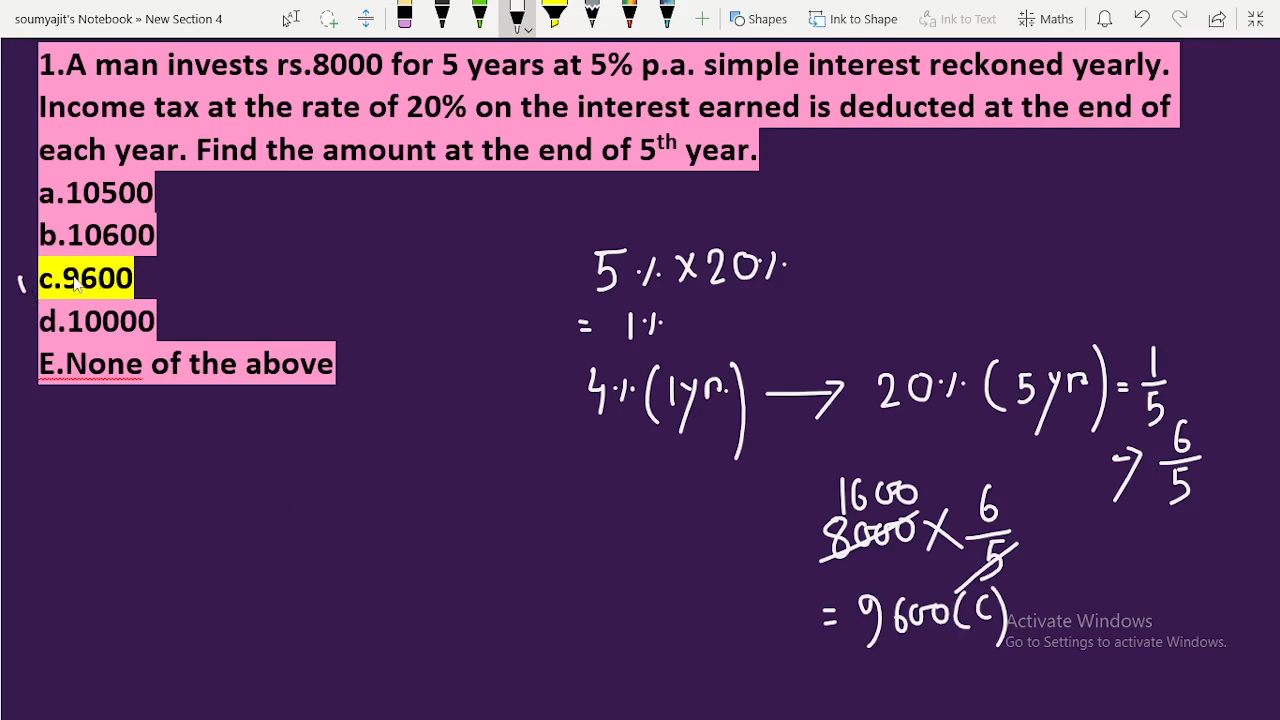 soumyajit's Notebook » New Section 4
Shapes
Ink to Shape
Ink to Text
Maths
1.A man invests rs.8000 for 5 years at 5% p.a. simple interest reckoned yearly.
Income tax at the rate of 20% on the interest earned is deducted at the end of
each year. Find the amount at the end of 5th year.
a.10500
b.10600
c.9600
d.10000
E.None of the above
5% × 20%
= 1%
4% (1yr.) → 20% (5yr) = 1/5
→ 6/5
1600
8000 × 6/5
= 9600 (C)
Activate Windows
Go to Settings to activate Windows.